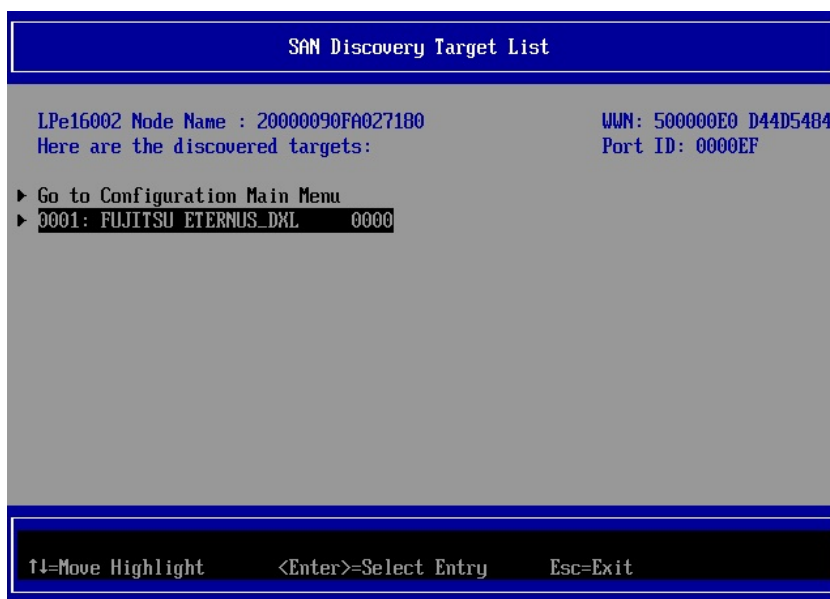 SAN Discovery Target List
LPe16002 Node Name : 20000090FA027180 WWN: 500000E0 D44D5484
Here are the discovered targets: Port ID: 0000EF
▶ Go to Configuration Main Menu
▶ 0001: FUJITSU ETERNUS_DXL 0000
↑↓=Move Highlight <Enter>=Select Entry Esc=Exit